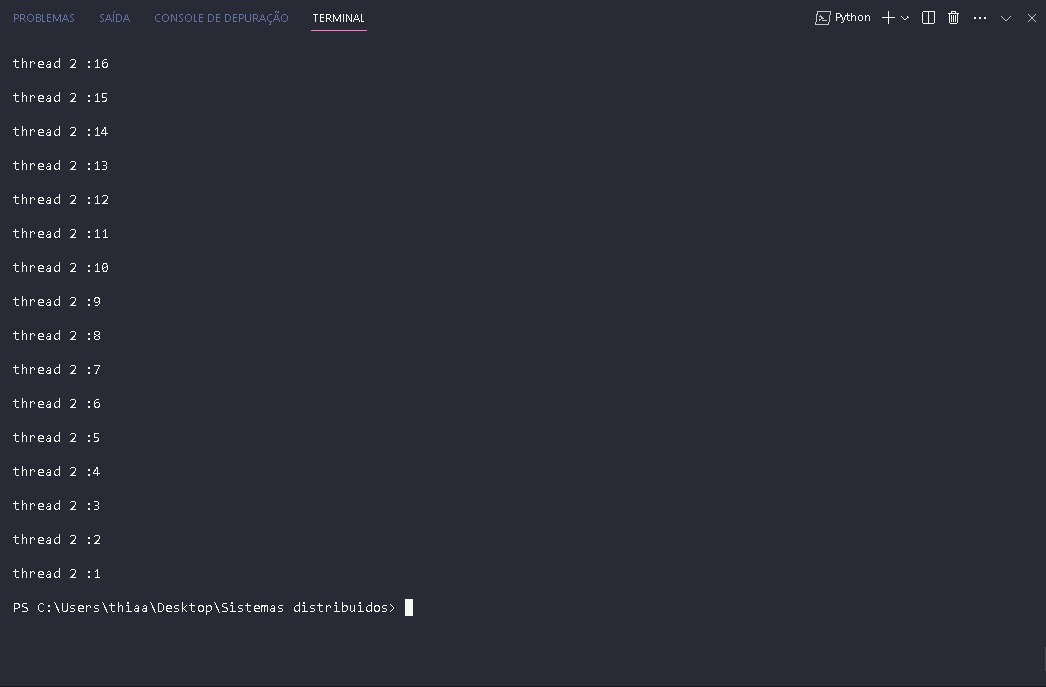 PROBLEMAS SAÍDA CONSOLE DE DEPURAÇÃO TERMINAL Python
thread 2 :16
thread 2 :15
thread 2 :14
thread 2 :13
thread 2 :12
thread 2 :11
thread 2 :10
thread 2 :9
thread 2 :8
thread 2 :7
thread 2 :6
thread 2 :5
thread 2 :4
thread 2 :3
thread 2 :2
thread 2 :1
PS C:\Users\thiaa\Desktop\Sistemas distribuidos>